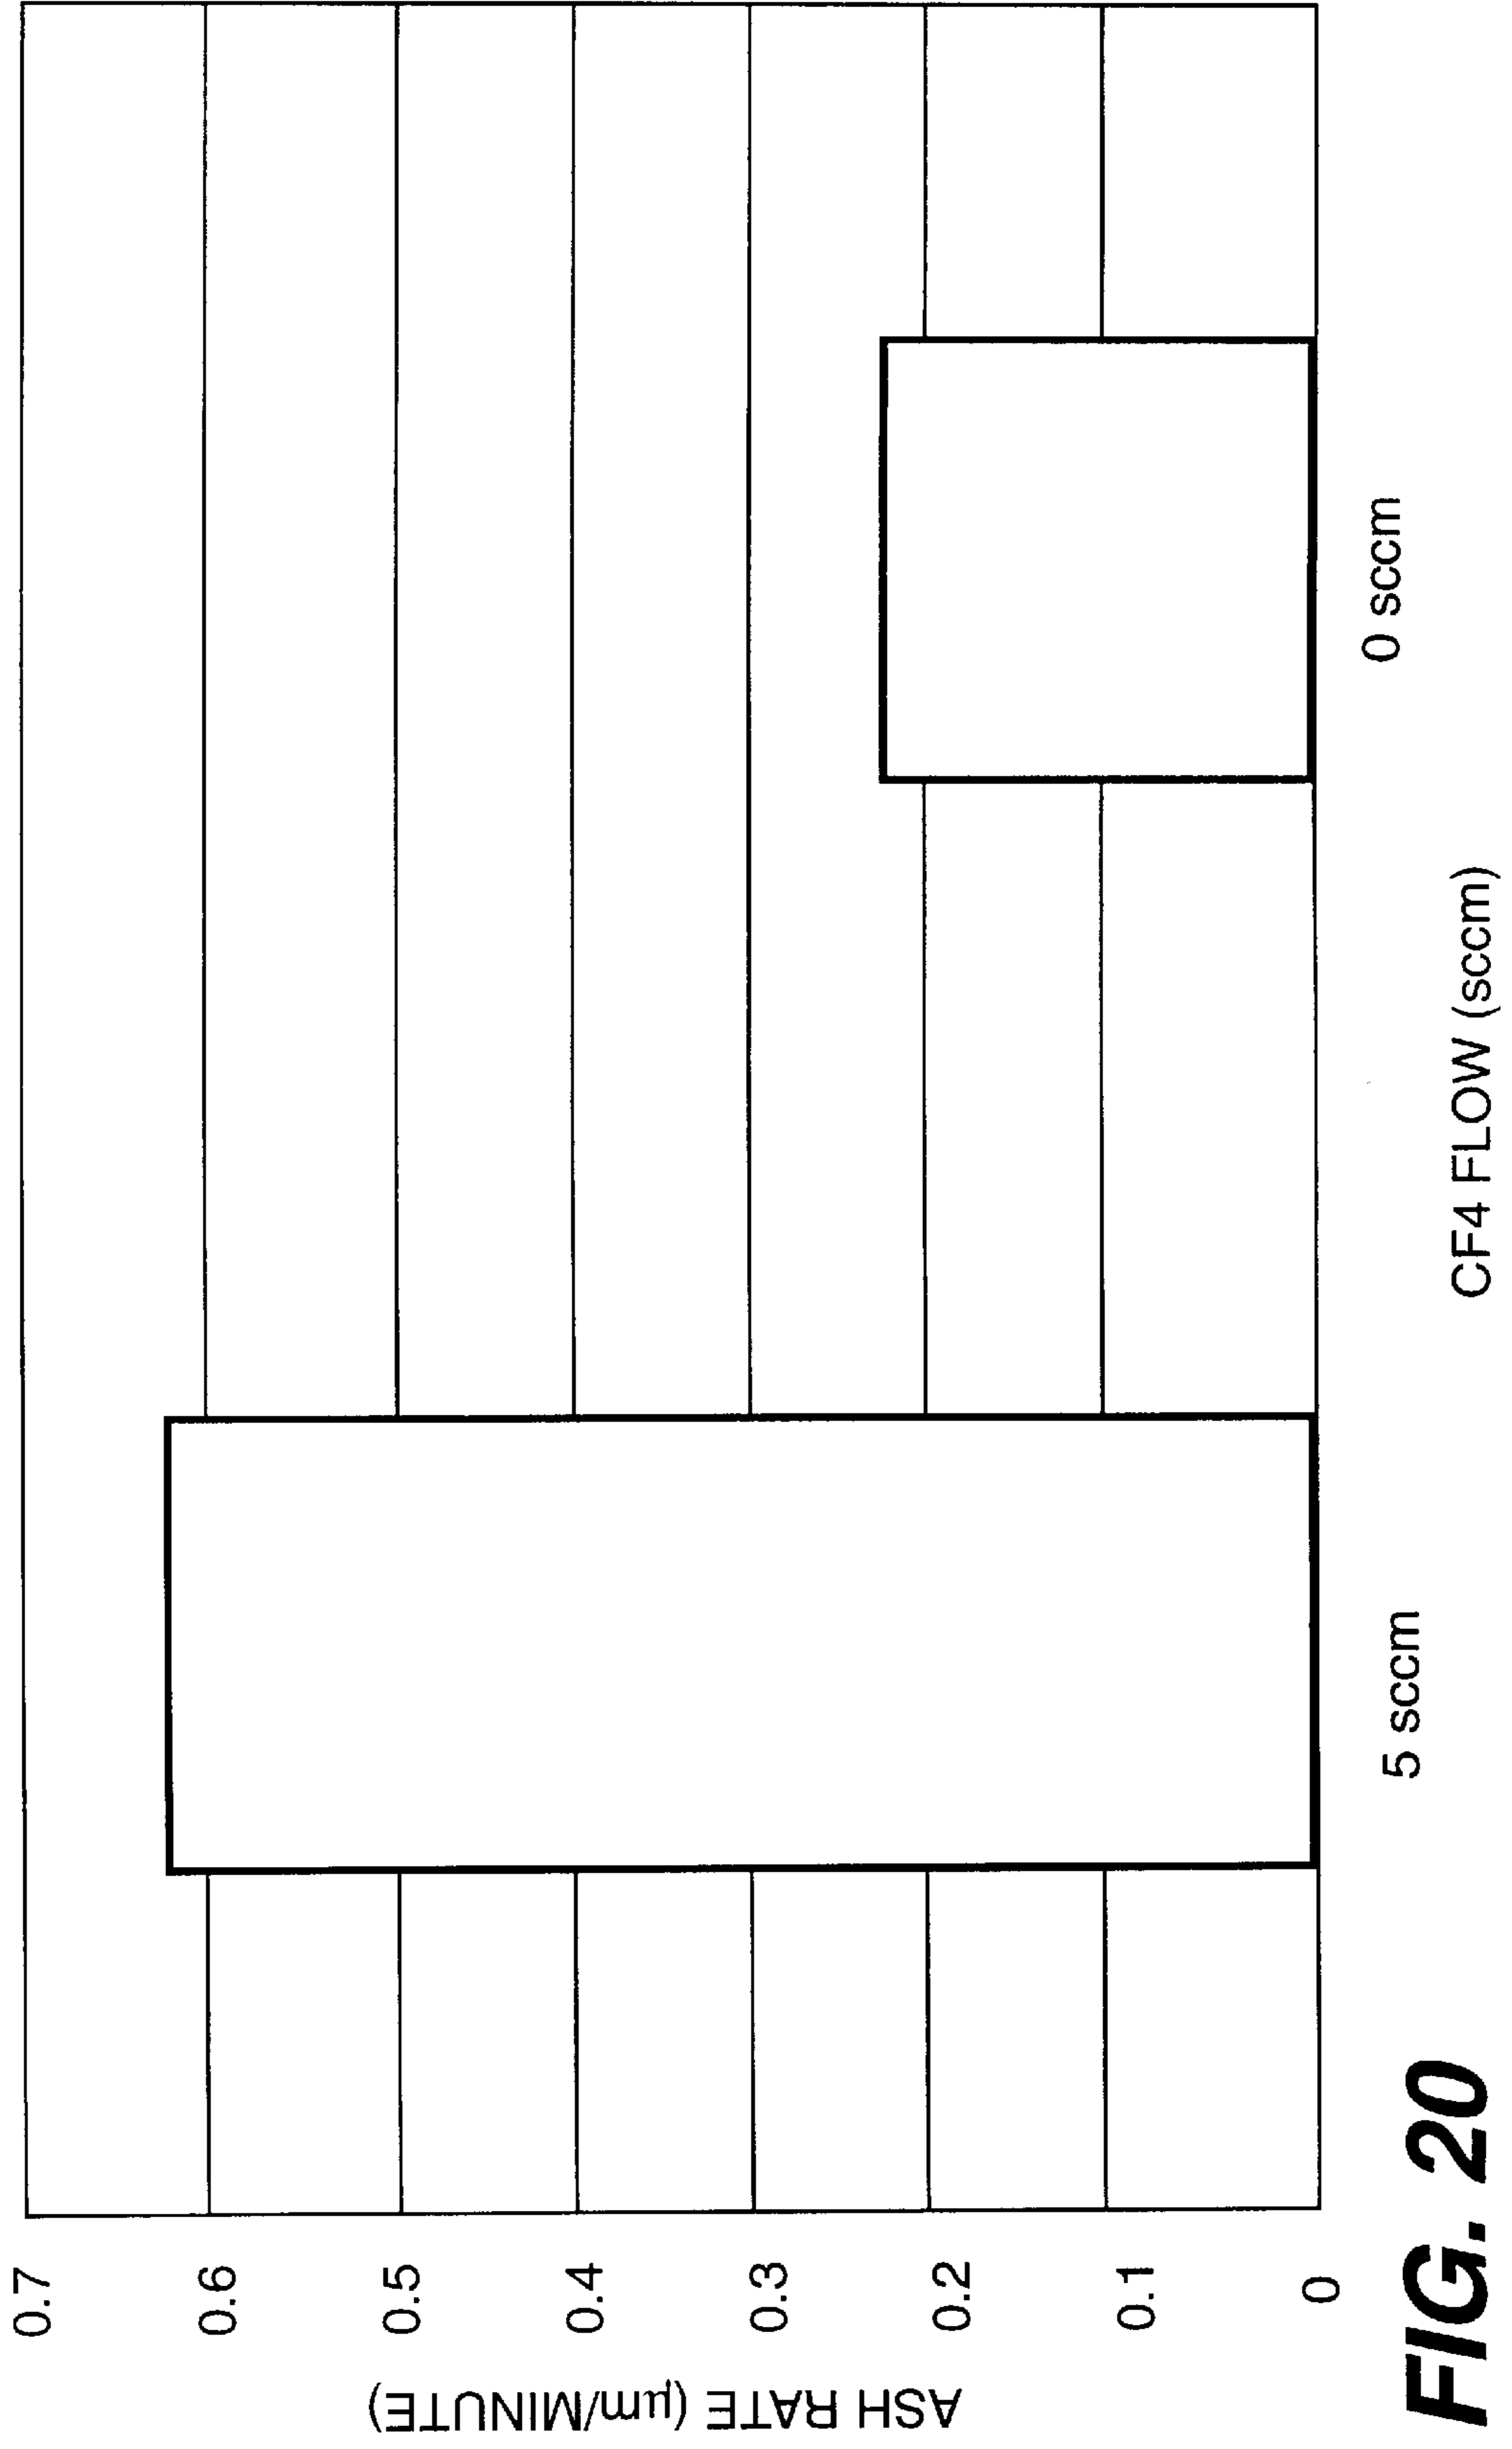 ASH RATE (µm/MINUTE)
0.7
0.6
0.5
0.4
0.3
0.2
0.1
0
5 sccm
0 sccm
CF4 FLOW (sccm)
FIG. 20